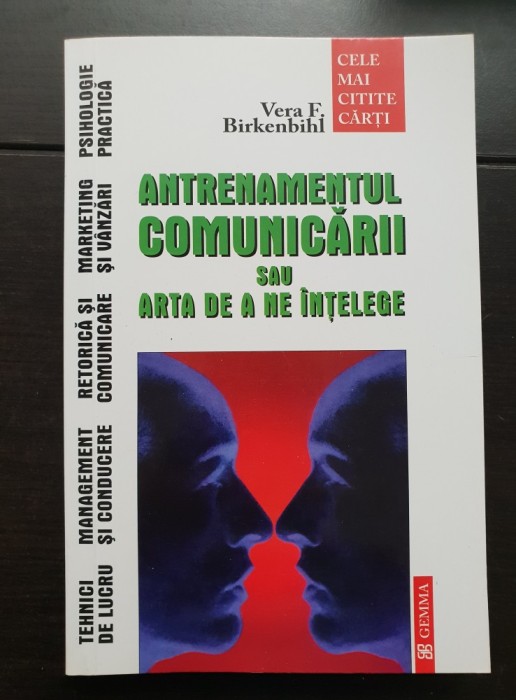 CELE
MAI
CITITE
CĂRȚI
Vera F.
Birkenbihl
ANTRENAMENTUL
COMUNICĂRII
SAU
ARTA DE A NE ÎNȚELEGE
PSIHOLOGIE
PRACTICĂ
MARKETING
ȘI VÂNZĂRI
RETORICĂ ȘI
COMUNICARE
MANAGEMENT
ȘI CONDUCERE
TEHNICI
DE LUCRU
GEMMA